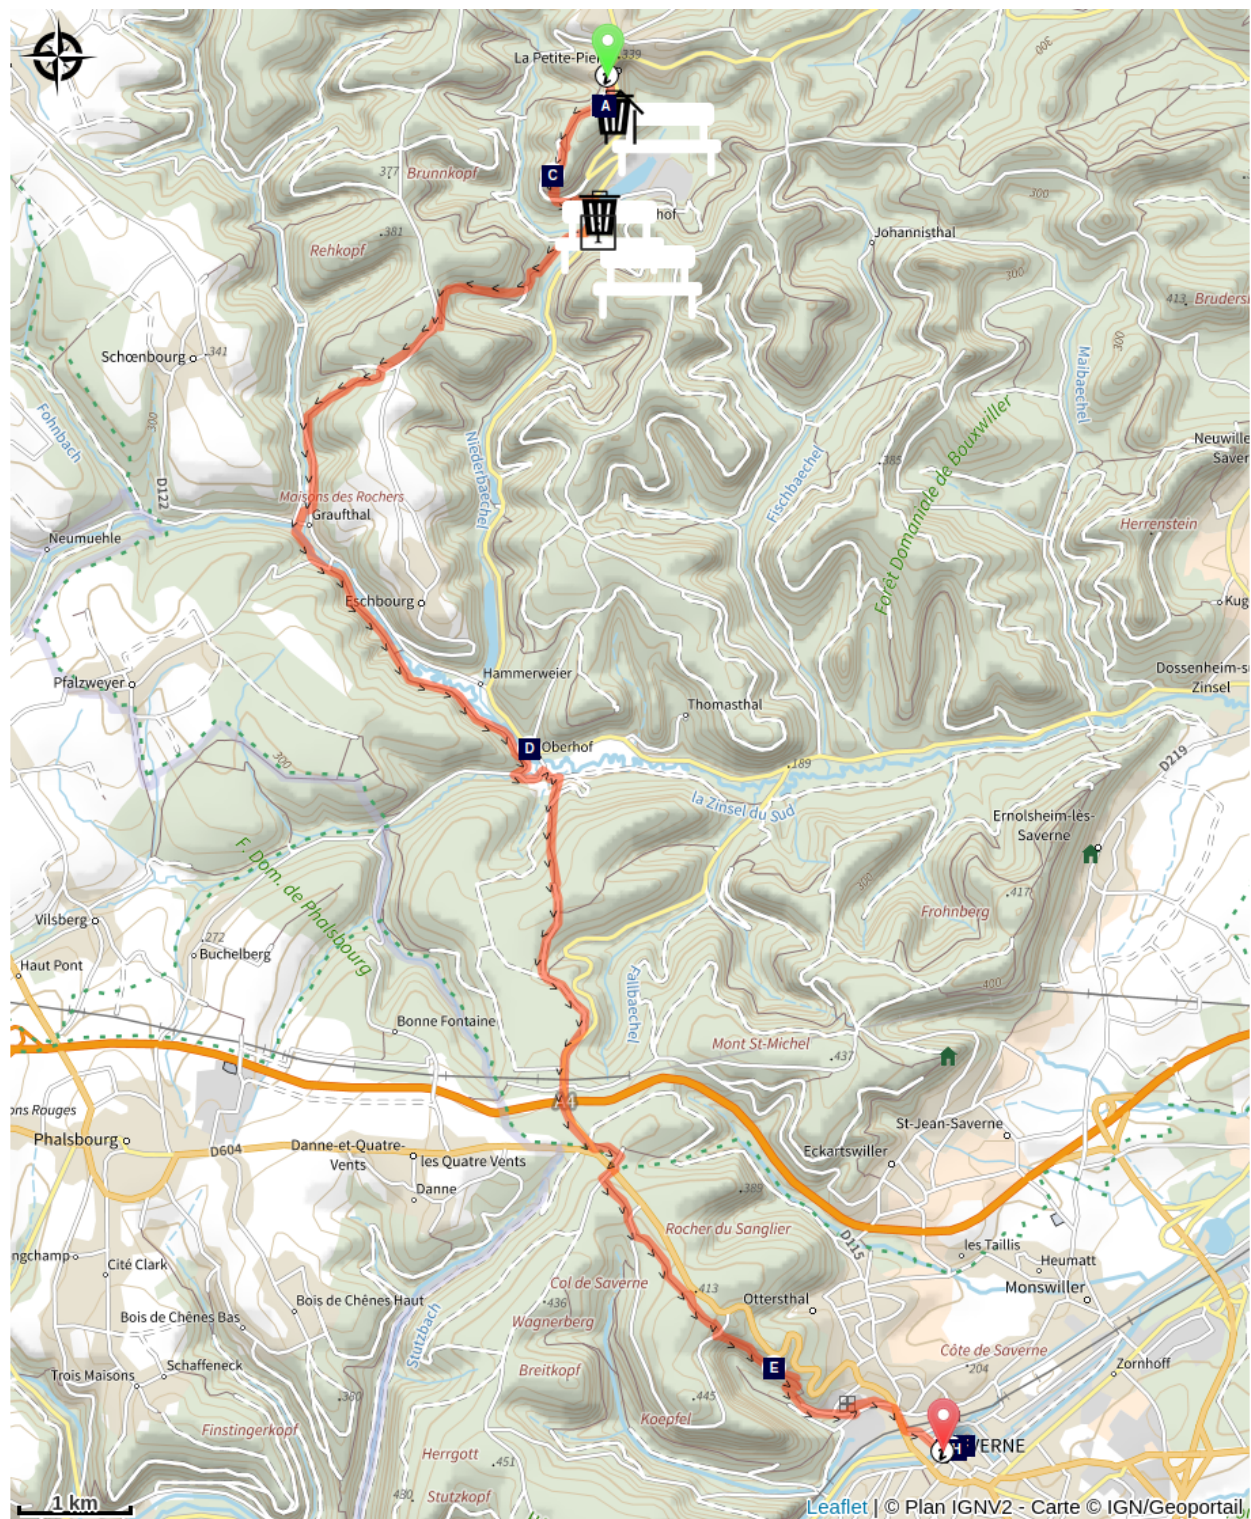 La Petite-Pier
339
A
C
377
Brunnkopf
hof
Johannisthal
381
Rehkopf
300
300
300
413
Bruders
Schœnbourg
341
300
Maibaechel
300
Fohnbach
D122
Niederbaechel
Fischbaechel
385
Forêt Domaniale de Bouxwiller
Neuwille
Saver
Maisons des Rochers
Graufthal
Herrenstein
Neumuehle
Eschbourg
Kug
Hammerweier
Pfalzweyer
Dossenheim-s
Zinsel
Thomasthal
D
Oberhof
300
189
D219
la Zinsel du Sud
Ernolsheim-lès-
Saverne
F. Dom. de Phalsbourg
300
417
Frohnberg
Vilsberg
272
Buchelberg
Haut Pont
Fallbaechel
400
Bonne Fontaine
Mont St-Michel
437
A4
ons Rouges
Phalsbourg
D604
Danne-et-Quatre-
Vents
les Quatre Vents
Danne
St-Jean-Saverne
Eckartswiller
389
Rocher du Sanglier
D115
les Taillis
Heumatt
Monswiller
ngchamp
Cité Clark
Col de Saverne
413
Ottersthal
Bois de Chênes Haut
436
Wagnerberg
Bois de Chênes Bas
Stutzbach
Côte de Saverne
204
Zornhoff
Schaffeneck
Trois Maisons
Breitkopf
E
380
445
Koepfel
Finstingerkopf
Herrgott
451
H
VERNE
430
Stutzkopf
1 km
Leaflet | © Plan IGNV2 - Carte © IGN/Geoportail